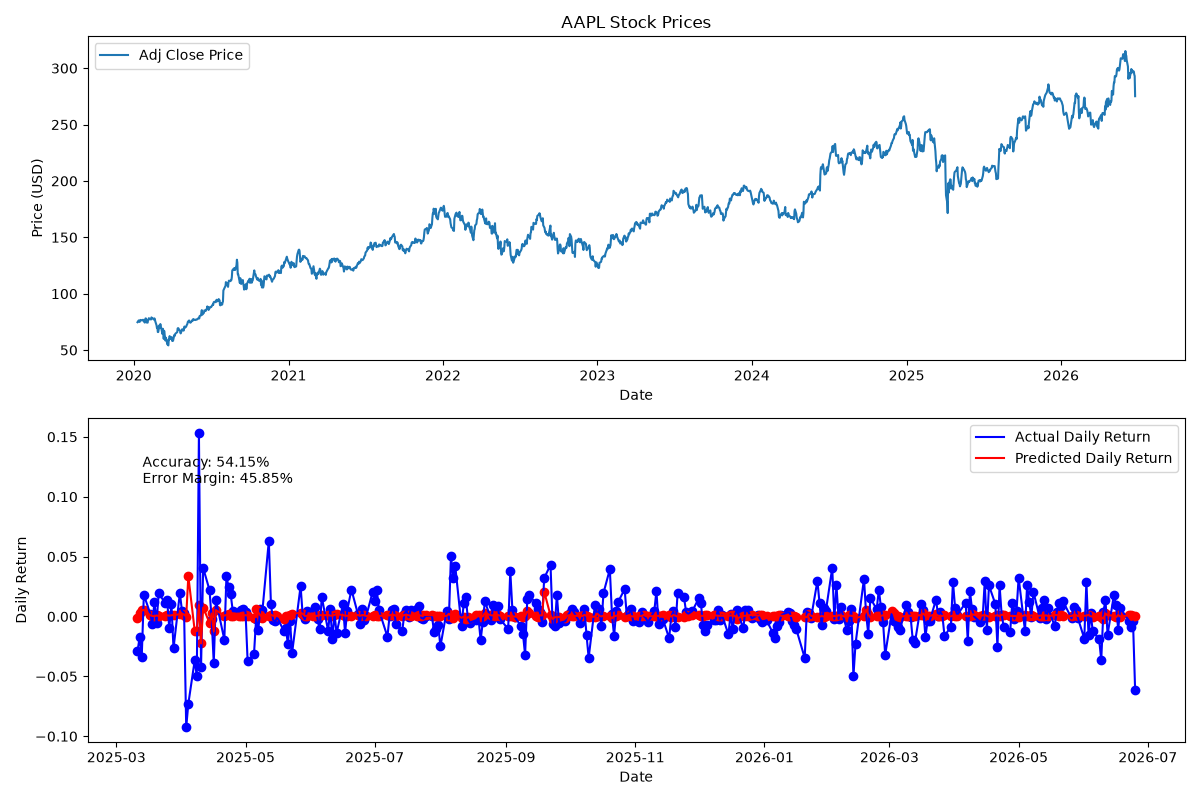 AAPL Stock Prices
Adj Close Price
Price (USD)
300
250
200
150
100
50
2020
2021
2022
2023
2024
2025
2026
Date
Actual Daily Return
Predicted Daily Return
Accuracy: 54.15%
Error Margin: 45.85%
Daily Return
0.15
0.10
0.05
0.00
−0.05
−0.10
2025-03
2025-05
2025-07
2025-09
2025-11
2026-01
2026-03
2026-05
2026-07
Date